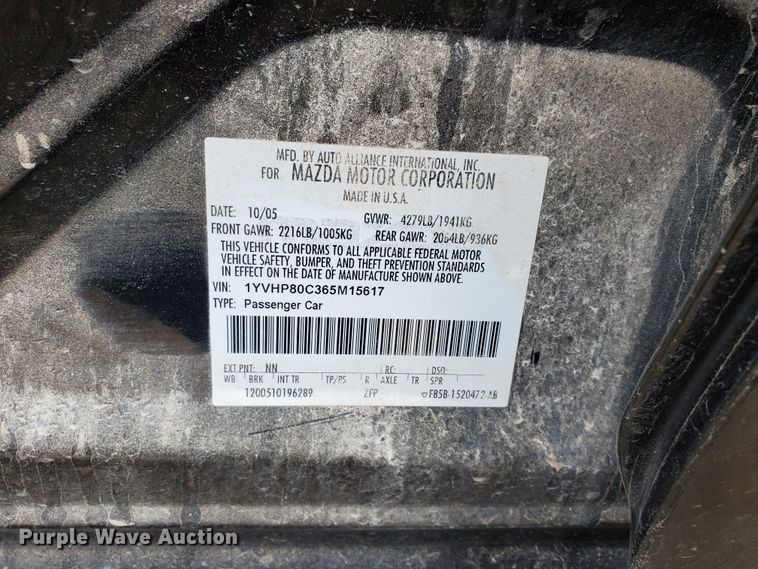 MFD. BY AUTO ALLIANCE INTERNATIONAL, INC.
FOR MAZDA MOTOR CORPORATION
MADE IN U.S.A.
DATE: 10/05 GVWR: 4279LB/1941KG
FRONT GAWR: 2216LB/1005KG REAR GAWR: 2064LB/936KG
THIS VEHICLE CONFORMS TO ALL APPLICABLE FEDERAL MOTOR
VEHICLE SAFETY, BUMPER, AND THEFT PREVENTION STANDARDS
IN EFFECT ON THE DATE OF MANUFACTURE SHOWN ABOVE.
VIN: 1YVHP80C365M15617
TYPE: Passenger Car
EXT PNT: NN RC: DSO:
WB BRK INT TR TP/PS R AXLE TR SPR
1200510196289 ZFP F85B-1520472-AB
Purple Wave Auction